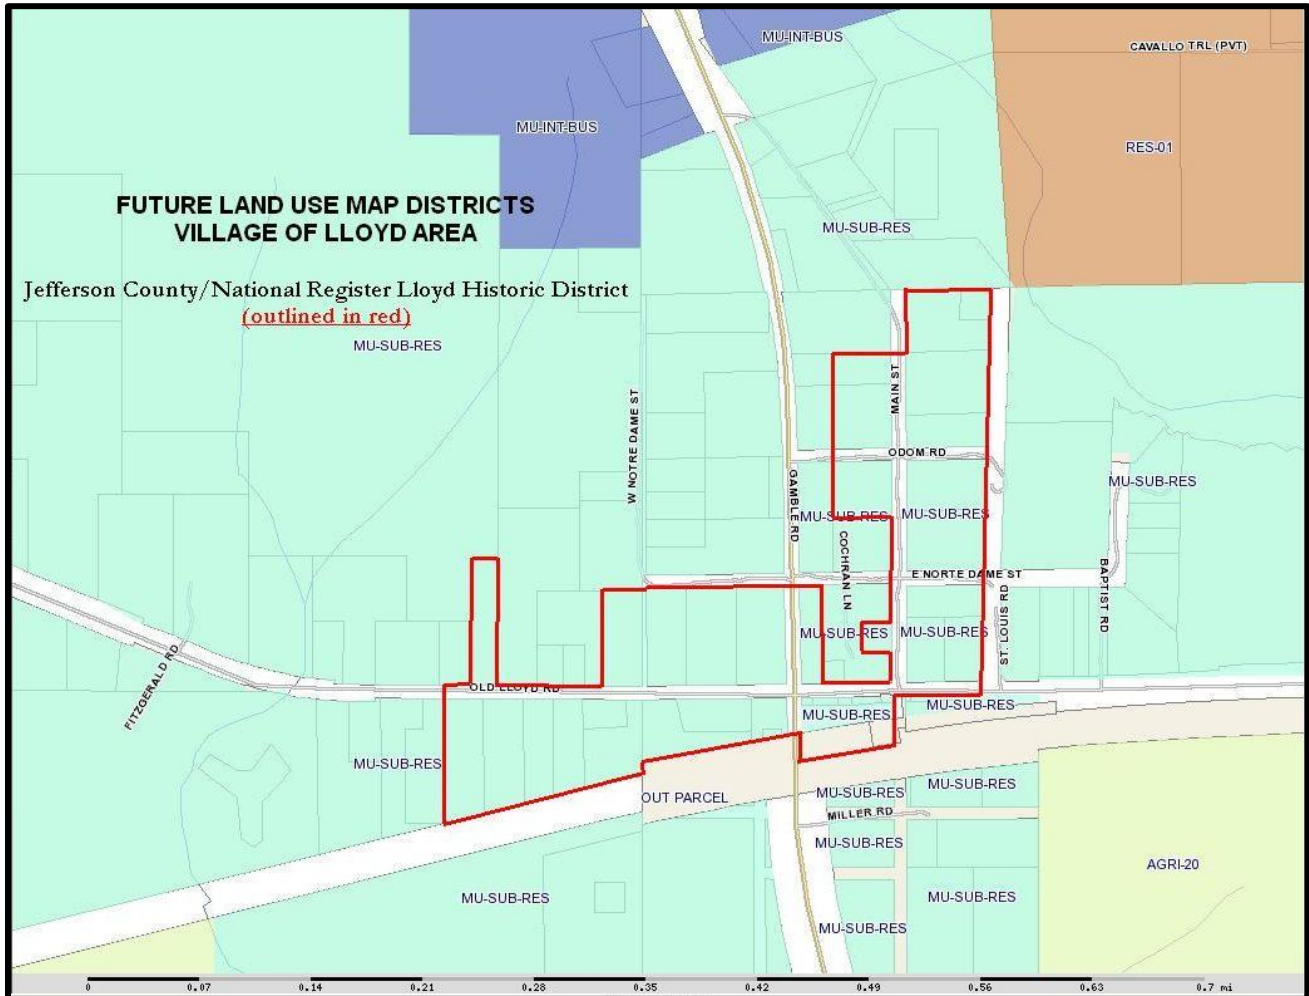 MU-INT-BUS
CAVALLO TRL (PVT)
MU-INT-BUS
RES-01
FUTURE LAND USE MAP DISTRICTS
VILLAGE OF LLOYD AREA
MU-SUB-RES
Jefferson County/National Register Lloyd Historic District
(outlined in red)
MU-SUB-RES
W NOTRE DAME ST
MAIN ST
ODOM RD
GAMBLE RD
MU-SUB-RES
MU-SUB-RES
MU-SUB-RES
COCHRAN LN
E NORTE DAME ST
BAPTIST RD
ST. LOUIS RD
MU-SUB-RES
MU-SUB-RES
FITZGERALD RD
OLD LLOYD RD
MU-SUB-RES
MU-SUB-RES
MU-SUB-RES
MU-SUB-RES
MU-SUB-RES
OUT PARCEL
MILLER RD
MU-SUB-RES
AGRI-20
MU-SUB-RES
MU-SUB-RES
MU-SUB-RES
0 0.07 0.14 0.21 0.28 0.35 0.42 0.49 0.56 0.63 0.7 mi